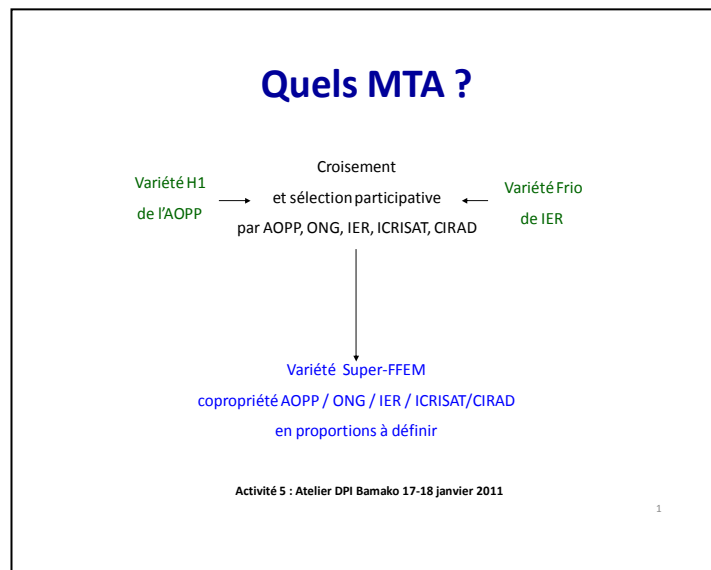 Quels MTA ?
Variété H1
de l'AOPP
Croisement
et sélection participative
par AOPP, ONG, IER, ICRISAT, CIRAD
Variété Frio
de IER
Variété Super-FFEM
copropriété AOPP / ONG / IER / ICRISAT/CIRAD
en proportions à définir
Activité 5 : Atelier DPI Bamako 17-18 janvier 2011
1